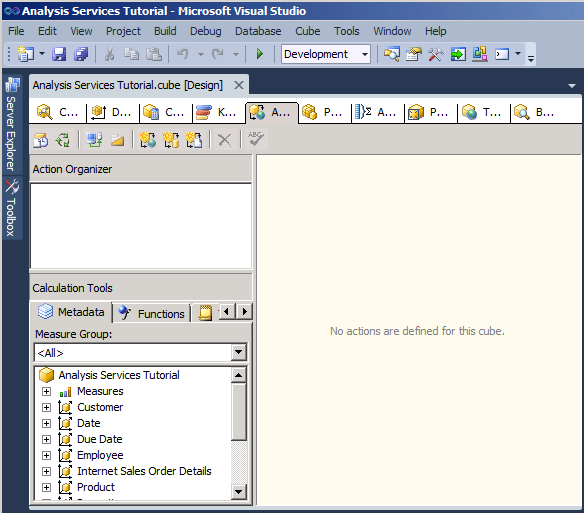 Analysis Services Tutorial - Microsoft Visual Studio
File Edit View Project Build Debug Database Cube Tools Window Help
Development
Analysis Services Tutorial.cube [Design]
C... D... C... K... A... P... A... P... T... B...
Server Explorer
Toolbox
ABC
Action Organizer
Calculation Tools
Metadata Functions
Measure Group:
<All>
Analysis Services Tutorial
Measures
Customer
Date
Due Date
Employee
Internet Sales Order Details
Product
No actions are defined for this cube.